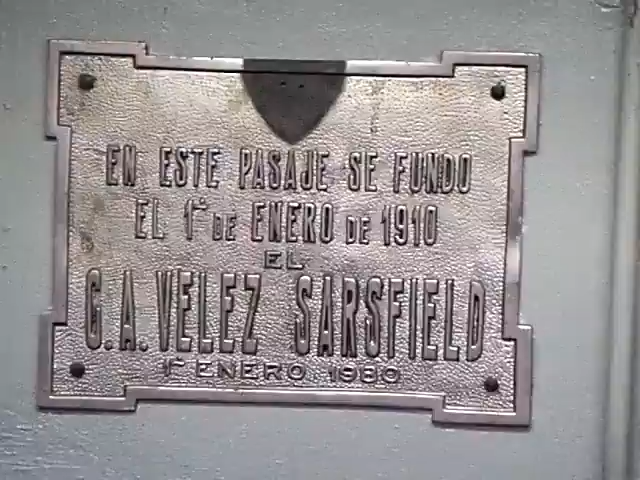 EN ESTE PASAJE SE FUNDO
EL 1° DE ENERO DE 1910
EL
C.A. VELEZ SARSFIELD
1° ENERO 1980